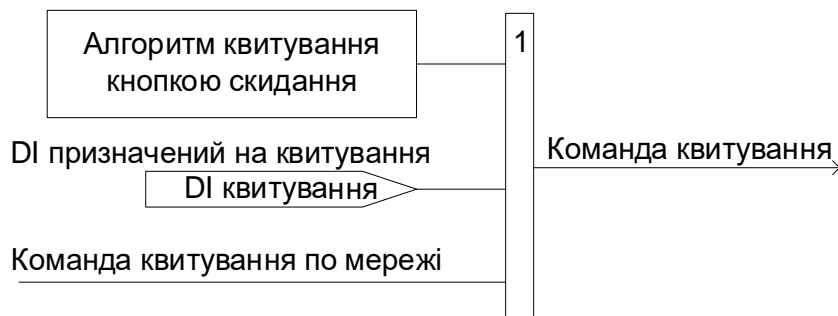 Алгоритм квитування
кнопкою скидання
1
DI призначений на квитування
DI квитування
Команда квитування
Команда квитування по мережі